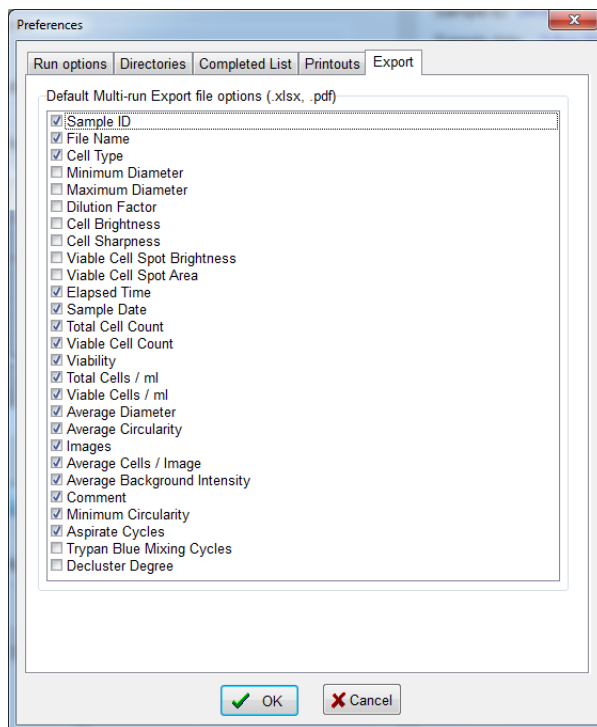 Preferences
Run options Directories Completed List Printouts Export
Default Multi-run Export file options (.xlsx, .pdf)
Sample ID
File Name
Cell Type
Minimum Diameter
Maximum Diameter
Dilution Factor
Cell Brightness
Cell Sharpness
Viable Cell Spot Brightness
Viable Cell Spot Area
Elapsed Time
Sample Date
Total Cell Count
Viable Cell Count
Viability
Total Cells / ml
Viable Cells / ml
Average Diameter
Average Circularity
Images
Average Cells / Image
Average Background Intensity
Comment
Minimum Circularity
Aspirate Cycles
Trypan Blue Mixing Cycles
Decluster Degree
OK Cancel